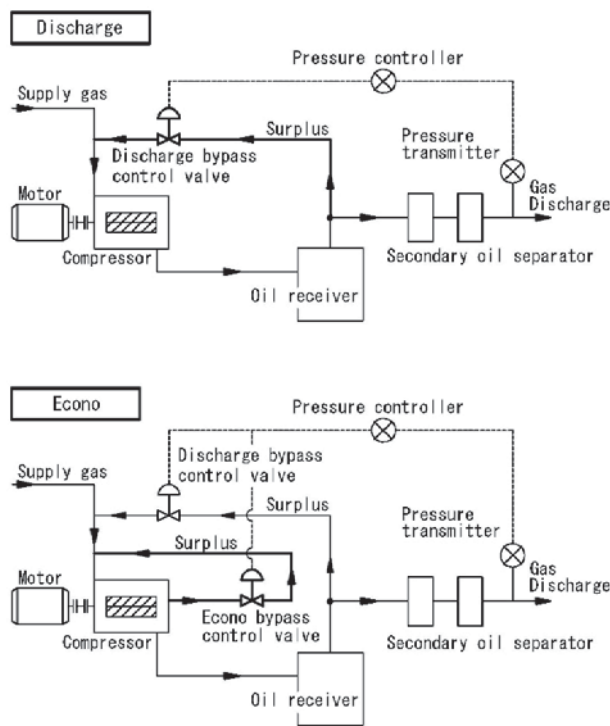 Discharge
Pressure controller
Supply gas
Surplus
Discharge bypass
control valve
Pressure
transmitter
Motor
Gas
Discharge
Compressor
Secondary oil separator
Oil receiver
Econo
Pressure controller
Discharge bypass
control valve
Supply gas
Surplus
Surplus
Pressure
transmitter
Motor
Gas
Discharge
Econo bypass
control valve
Compressor
Secondary oil separator
Oil receiver